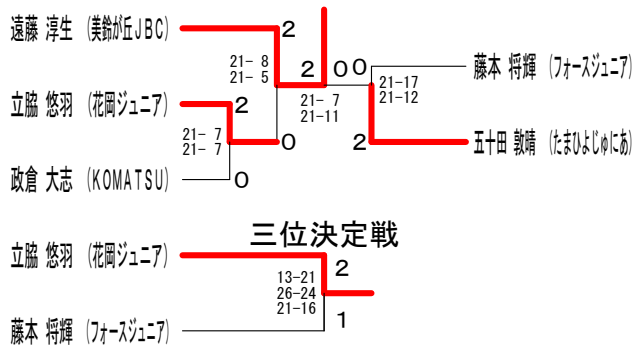 遠藤 淳生 (美鈴が丘JBC)
2
21- 8
21- 5
2
0
0
藤本 将輝 (フォースジュニア)
21-17
21-12
立脇 悠羽 (花岡ジュニア)
2
21- 7
21-11
21- 7
21- 7
0
2
五十田 敦晴 (たまひよじゅにあ)
政倉 大志 (KOMATSU)
0
三位決定戦
立脇 悠羽 (花岡ジュニア)
2
13-21
26-24
21-16
1
藤本 将輝 (フォースジュニア)